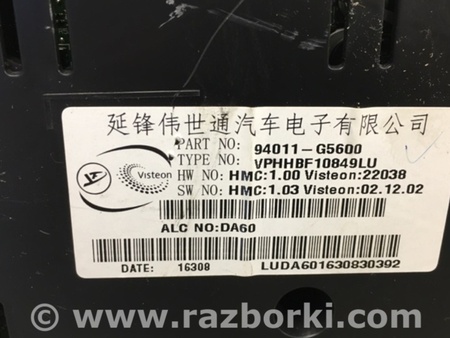 延锋伟世通汽车电子有限公司
PART NO: 94011-G5600
TYPE NO: VPHHBF10849LU
Visteon
HW NO: HMC:1.00 Visteon:22038
SW NO: HMC:1.03 Visteon:02.12.02
ALC NO:DA60
DATE: 16308 LUDA601630830392
© www.razborki.com